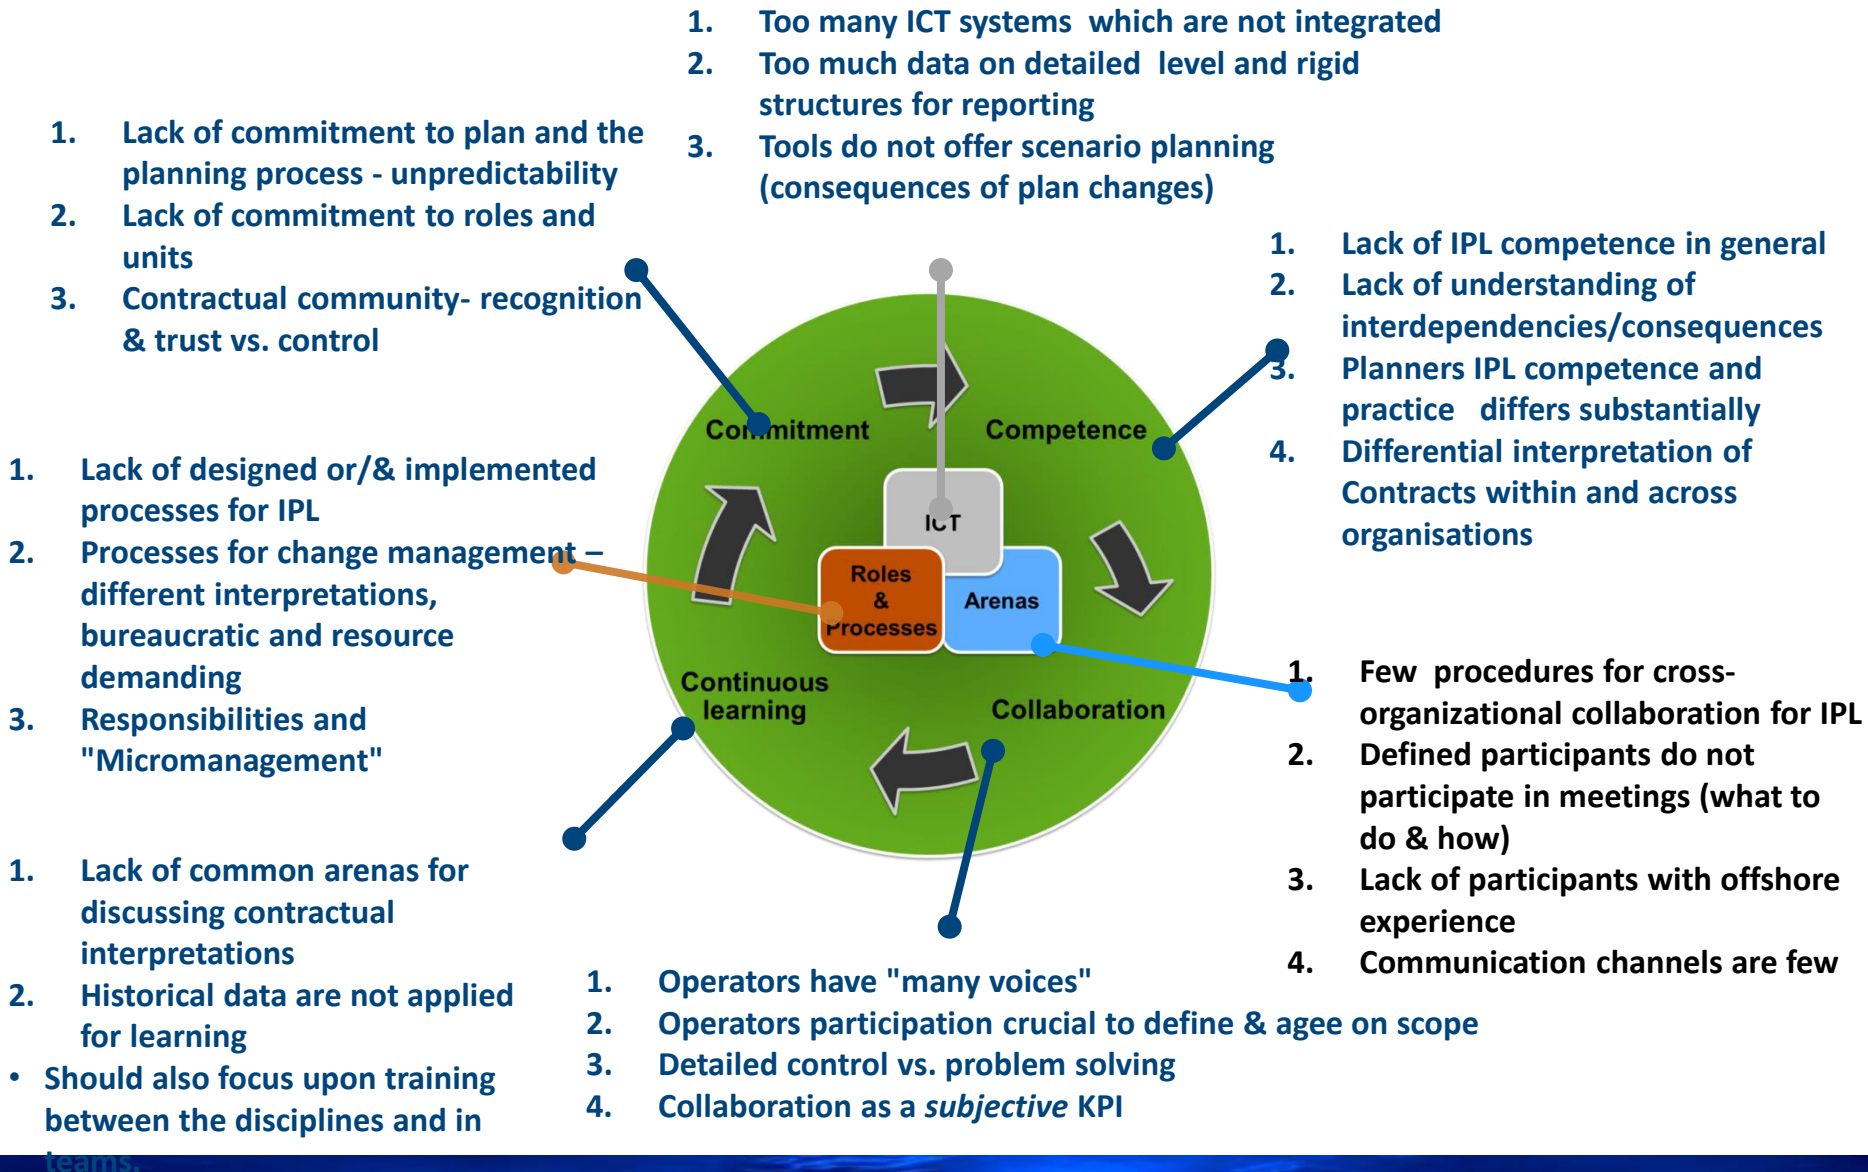 1. Too many ICT systems which are not integrated
2. Too much data on detailed level and rigid
structures for reporting
3. Tools do not offer scenario planning
(consequences of plan changes)
1. Lack of commitment to plan and the
planning process - unpredictability
2. Lack of commitment to roles and
units
3. Contractual community- recognition
& trust vs. control
1. Lack of IPL competence in general
2. Lack of understanding of
interdependencies/consequences
3. Planners IPL competence and
practice differs substantially
4. Differential interpretation of
Contracts within and across
organisations
Commitment
Competence
ICT
Roles
&
Processes
Arenas
Continuous
learning
Collaboration
1. Lack of designed or/& implemented
processes for IPL
2. Processes for change management –
different interpretations,
bureaucratic and resource
demanding
3. Responsibilities and
"Micromanagement"
1. Few procedures for cross-
organizational collaboration for IPL
2. Defined participants do not
participate in meetings (what to
do & how)
3. Lack of participants with offshore
experience
4. Communication channels are few
1. Lack of common arenas for
discussing contractual
interpretations
2. Historical data are not applied
for learning
• Should also focus upon training
between the disciplines and in
teams.
1. Operators have "many voices"
2. Operators participation crucial to define & agee on scope
3. Detailed control vs. problem solving
4. Collaboration as a subjective KPI